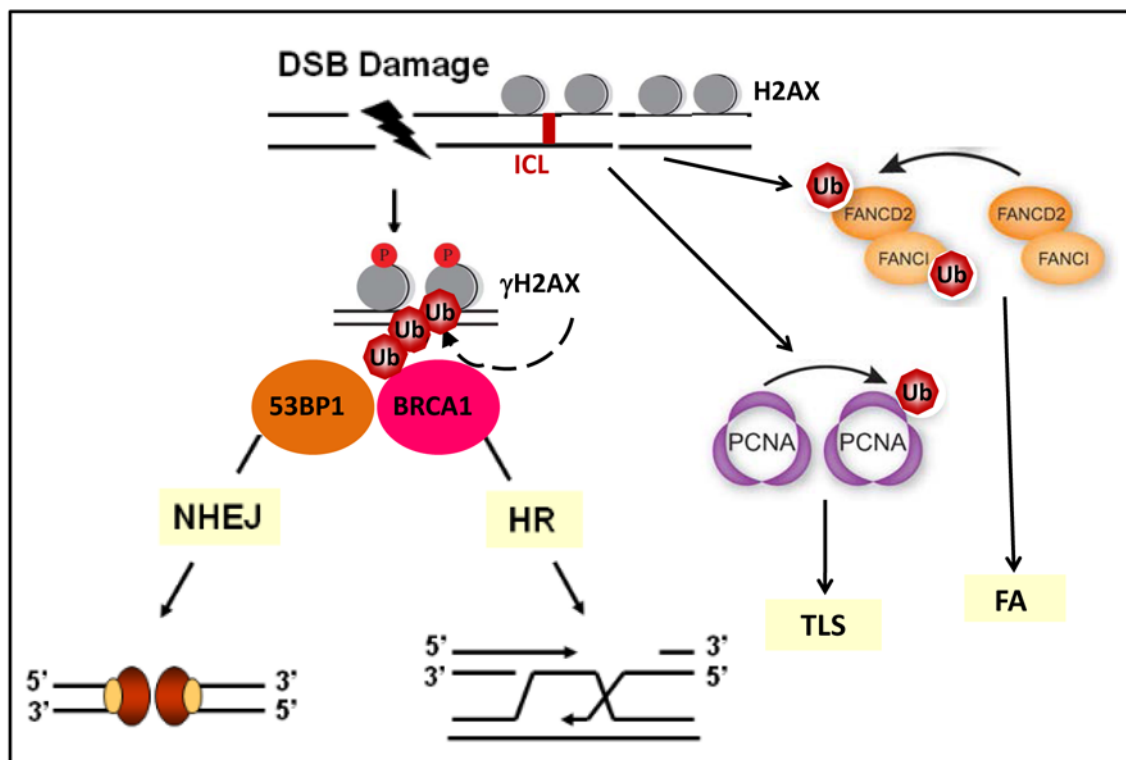 DSB Damage
H2AX
ICL
Ub
FANCD2
FANCD2
FANCI
FANCI
Ub
P
P
γH2AX
Ub
Ub
Ub
53BP1
BRCA1
Ub
PCNA
PCNA
NHEJ
HR
TLS
FA
5’
3’
3’
5’
5’
3’
3’
5’